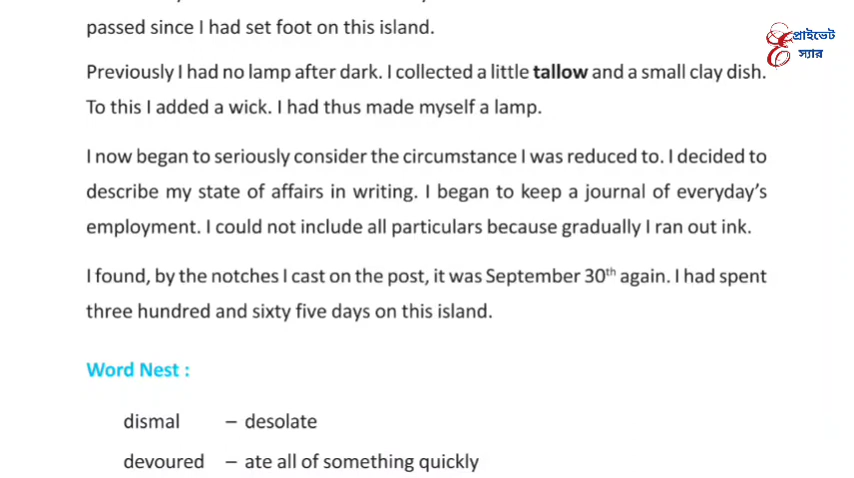 প্রাইভেট
স্যার
passed since I had set foot on this island.
Previously I had no lamp after dark. I collected a little tallow and a small clay dish.
To this I added a wick. I had thus made myself a lamp.
I now began to seriously consider the circumstance I was reduced to. I decided to
describe my state of affairs in writing. I began to keep a journal of everyday's
employment. I could not include all particulars because gradually I ran out ink.
I found, by the notches I cast on the post, it was September 30th again. I had spent
three hundred and sixty five days on this island.
Word Nest :
dismal – desolate
devoured – ate all of something quickly